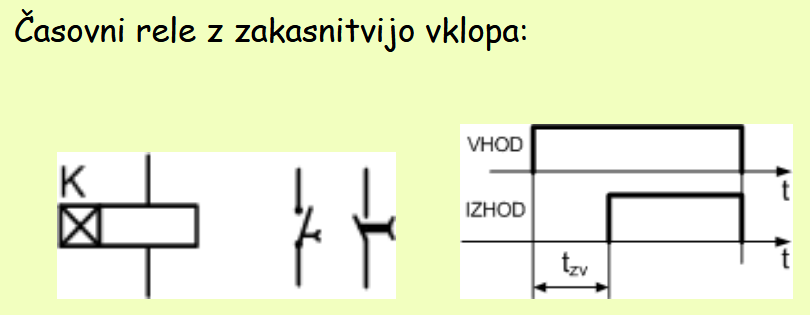 Časovni rele z zakasnitvijo vklopa:
K
VHOD
t
IZHOD
t
tzv